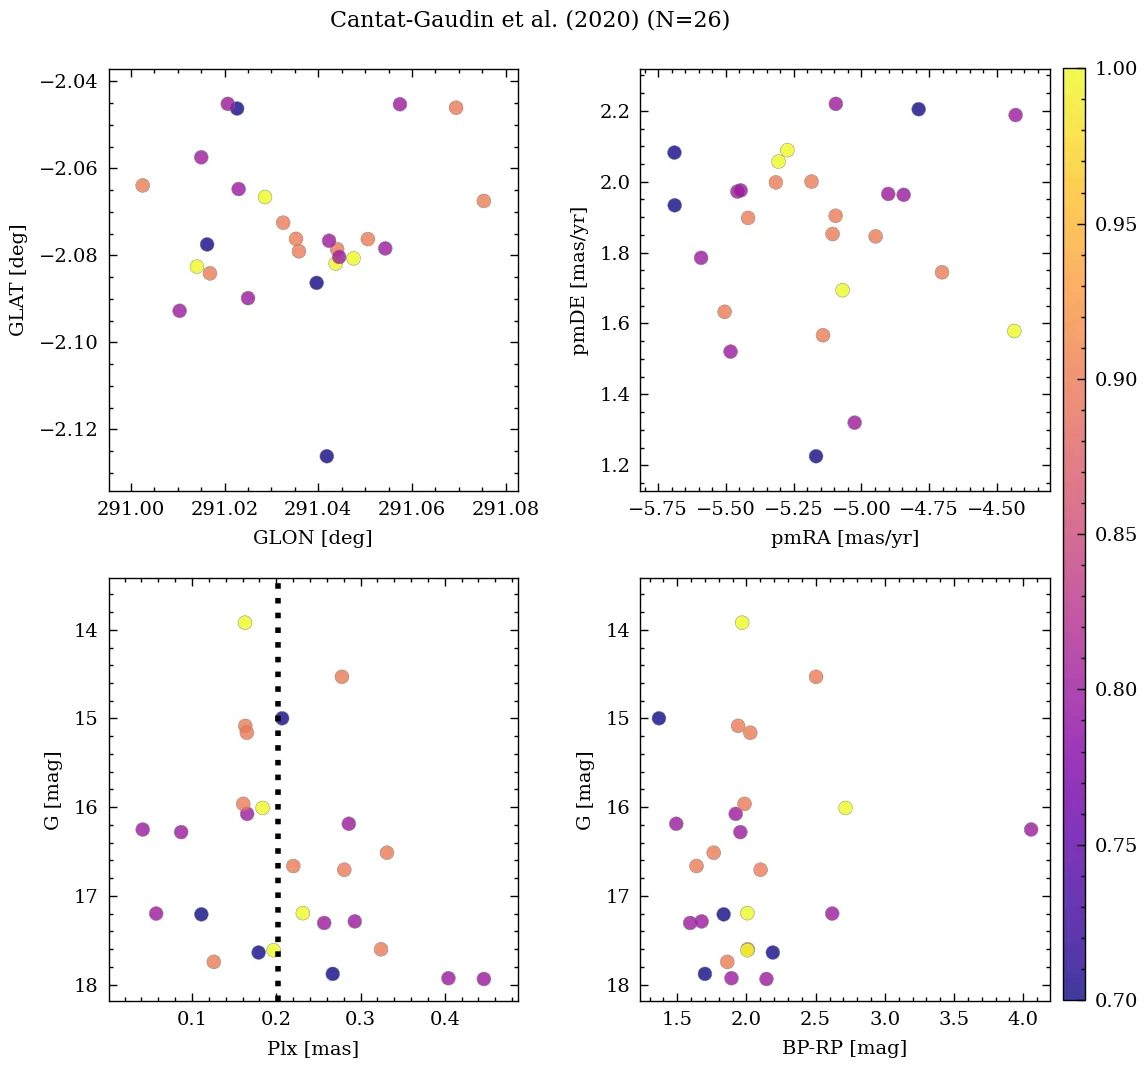 Cantat-Gaudin et al. (2020) (N=26)
−2.04
−2.06
−2.08
−2.10
−2.12
GLAT [deg]
291.00 291.02 291.04 291.06 291.08
GLON [deg]
2.2
2.0
1.8
1.6
1.4
1.2
pmDE [mas/yr]
−5.75 −5.50 −5.25 −5.00 −4.75 −4.50
pmRA [mas/yr]
14
15
16
17
18
G [mag]
0.1 0.2 0.3 0.4
Plx [mas]
14
15
16
17
18
G [mag]
1.5 2.0 2.5 3.0 3.5 4.0
BP-RP [mag]
1.00
0.95
0.90
0.85
0.80
0.75
0.70